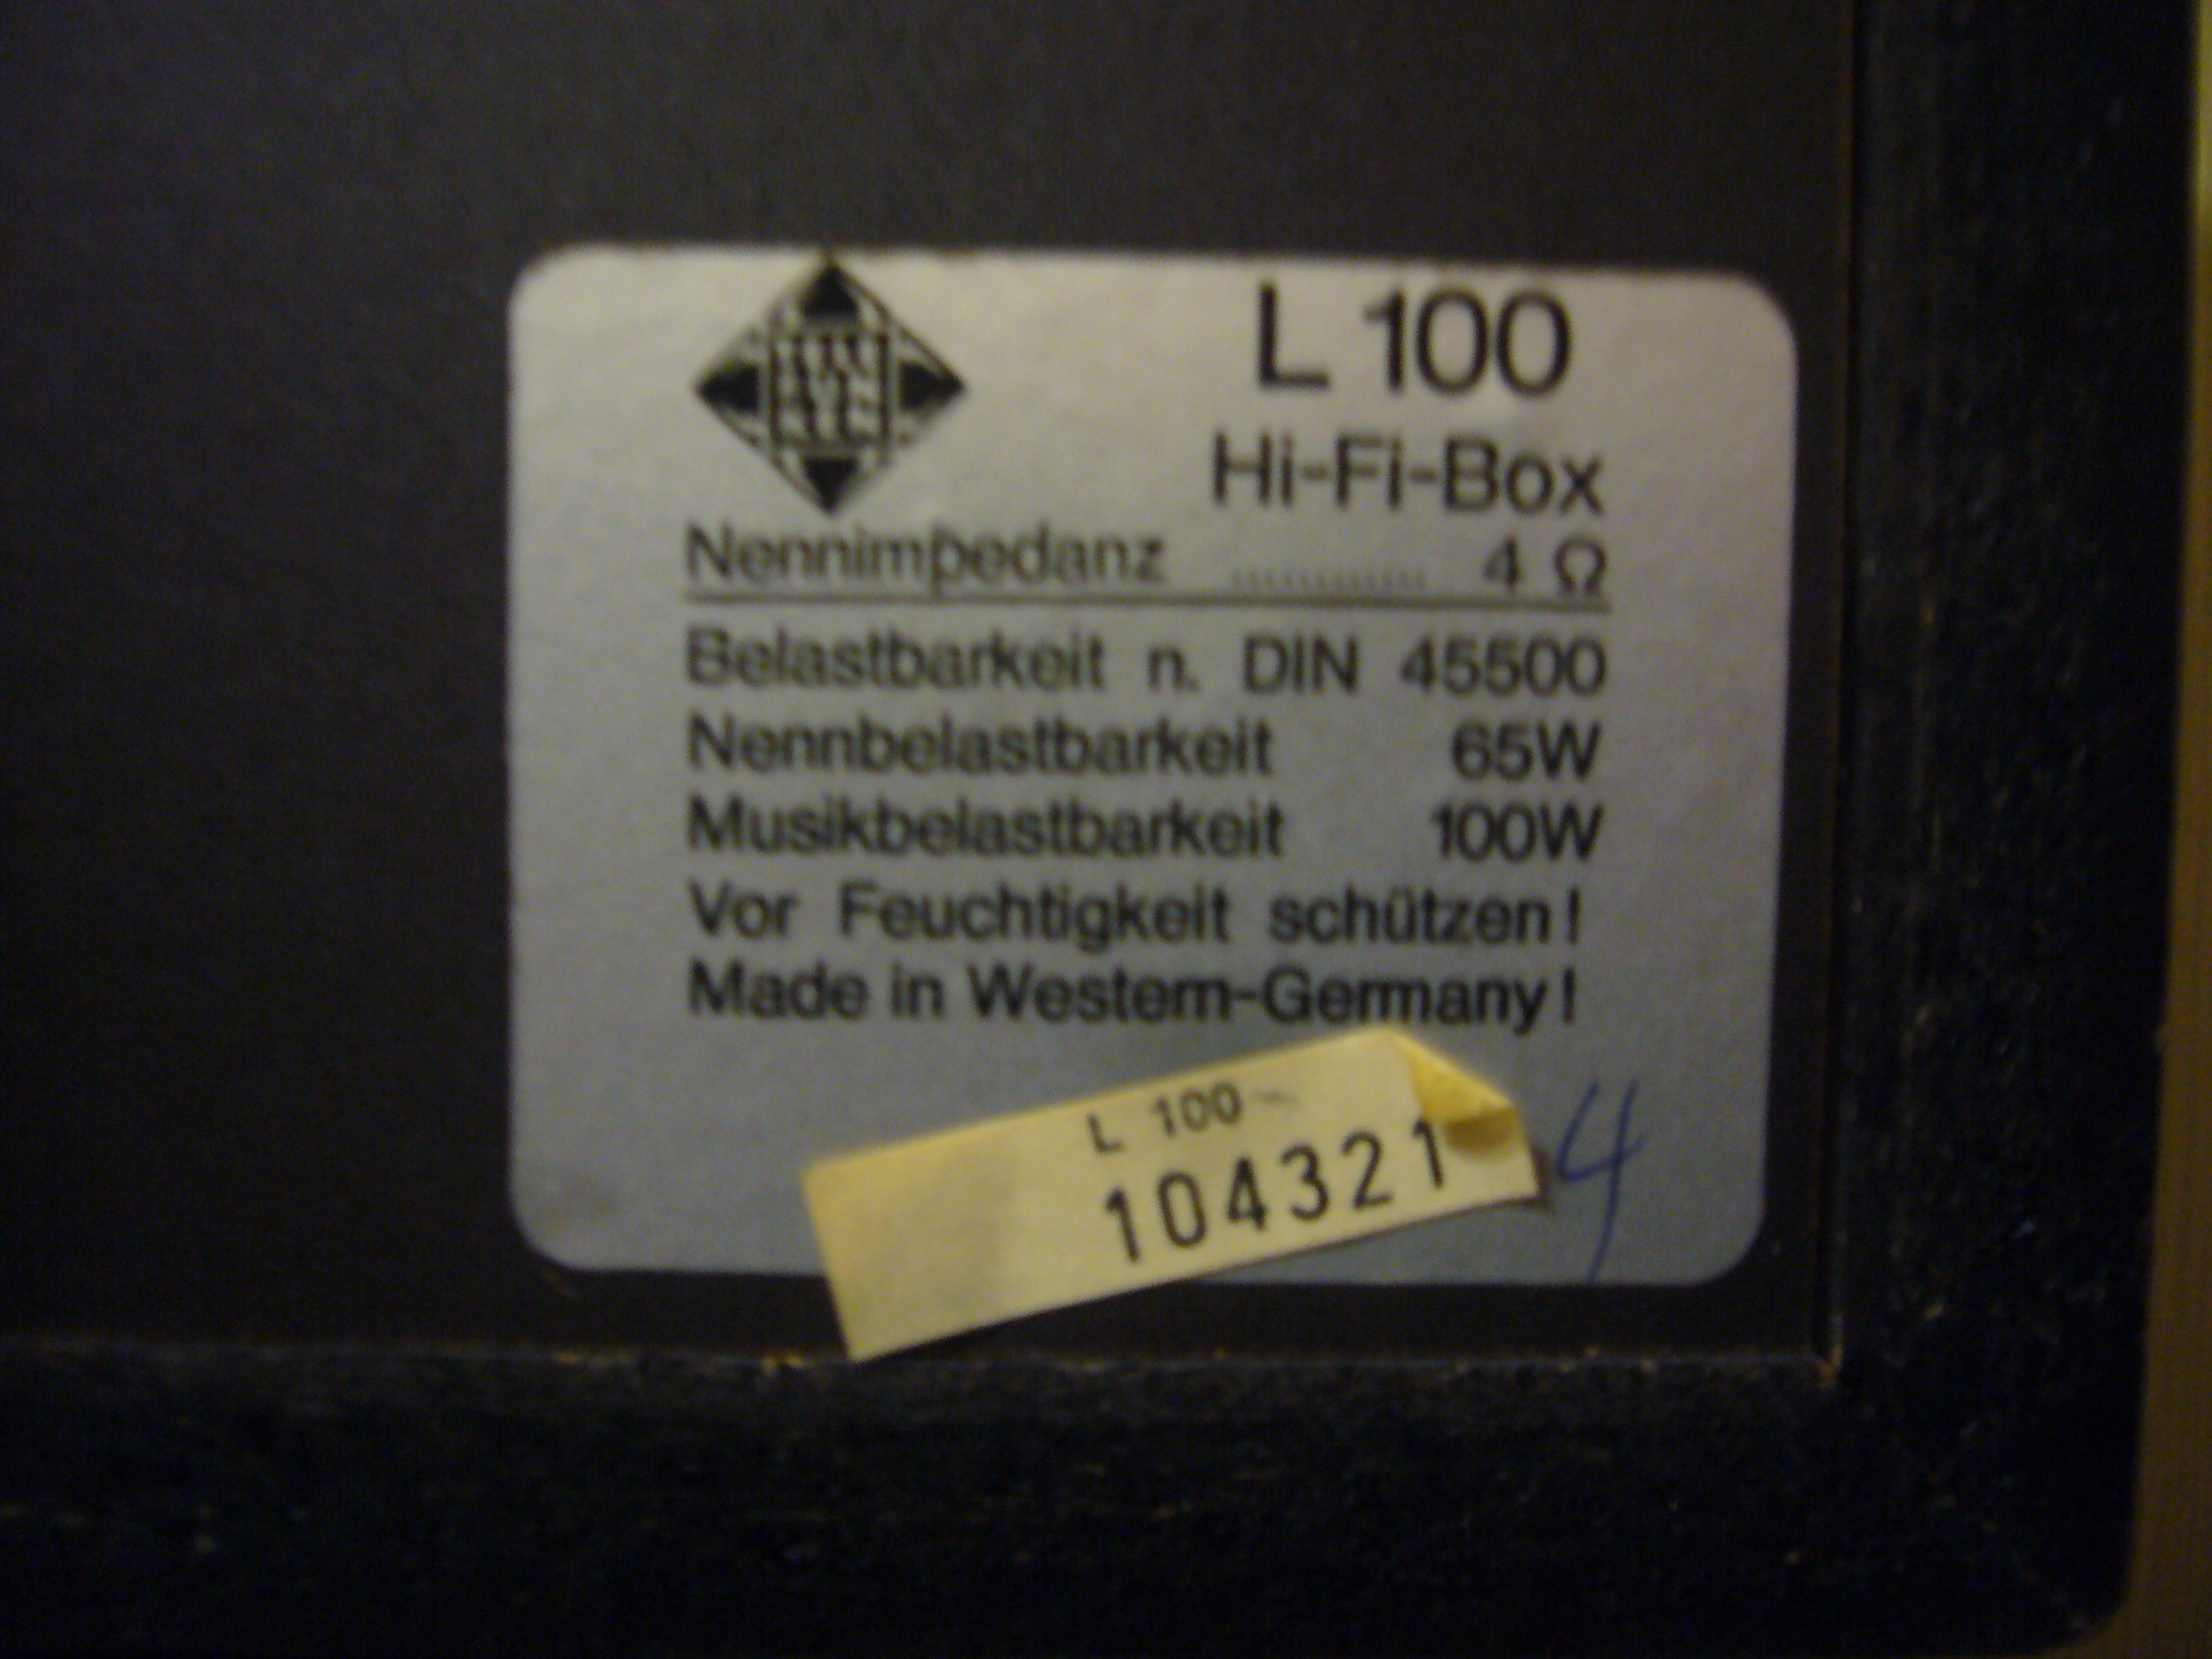 L 100
Hi-Fi-Box
Nennimpedanz ............ 4 Ω
Belastbarkeit n. DIN 45500
Nennbelastbarkeit 65W
Musikbelastbarkeit 100W
Vor Feuchtigkeit schützen!
Made in Western-Germany!
L 100
104321
4